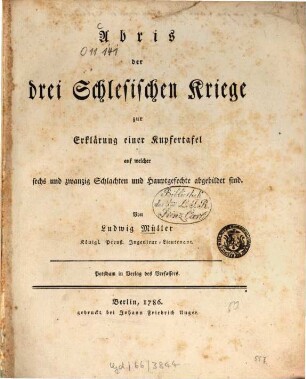 Abris
O 11 141
der
drei Schlesischen Kriege
zur
Erklärung einer Kupfertafel
auf welcher
sechs und zwanzig Schlachten und Hauptgefechte abgebildet sind.
Von
Ludwig Müller
Königl. Preuß. Ingenieur-Lieutenant.
Potsdam in Verlag des Verfassers.
Berlin, 1786.
gedruckt bei Johann Friedrich Unger.